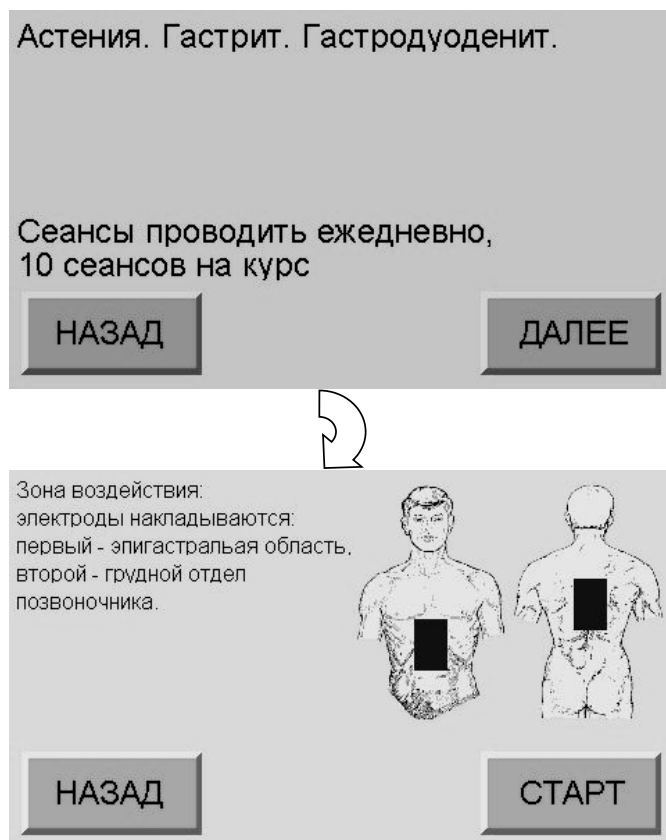 Астения. Гастрит. Гастродуоденит.
Сеансы проводить ежедневно,
10 сеансов на курс
НАЗАД
ДАЛЕЕ
Зона воздействия:
электроды накладываются:
первый - эпигастралья область,
второй - грудной отдел
позвоночника.
НАЗАД
СТАРТ